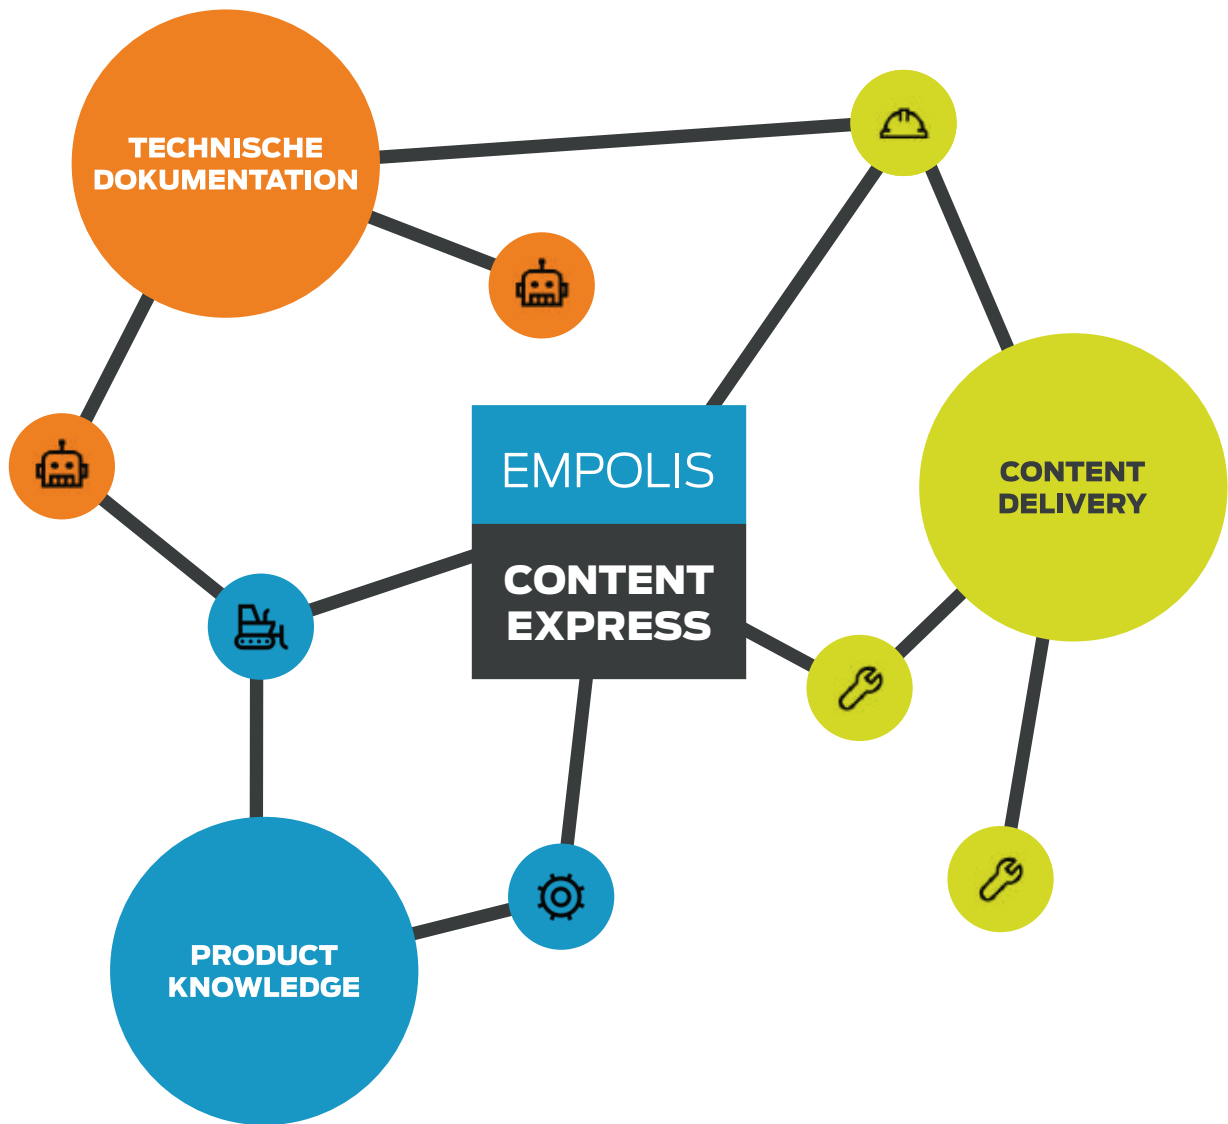 TECHNISCHE
DOKUMENTATION
EMPOLIS
CONTENT
EXPRESS
CONTENT
DELIVERY
PRODUCT
KNOWLEDGE